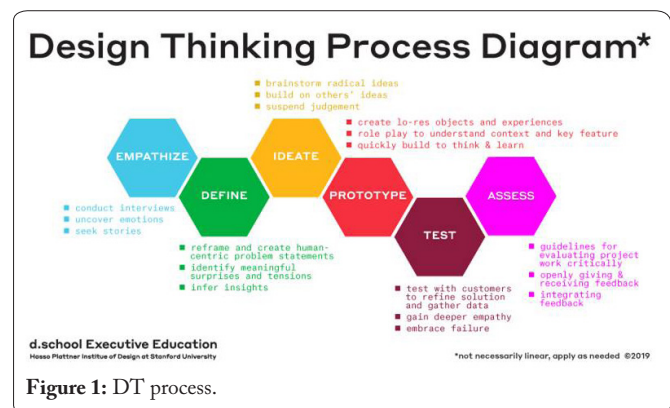 Design Thinking Process Diagram*
■ brainstorm radical ideas
■ build on others' ideas
■ suspend judgement
■ create lo-res objects and experiences
■ role play to understand context and key feature
■ quickly build to think & learn
EMPATHIZE
IDEATE
DEFINE
PROTOTYPE
ASSESS
TEST
■ conduct interviews
■ uncover emotions
■ seek stories
■ reframe and create human-
centric problem statements
■ identify meaningful
surprises and tensions
■ infer insights
■ guidelines for
evaluating project
work critically
■ openly giving &
receiving feedback
■ integrating
feedback
■ test with customers
to refine solution
and gather data
■ gain deeper empathy
■ embrace failure
d.school Executive Education
Hasso Plattner Institue of Design at Stanford University
*not necessarily linear, apply as needed ©2019
Figure 1: DT process.